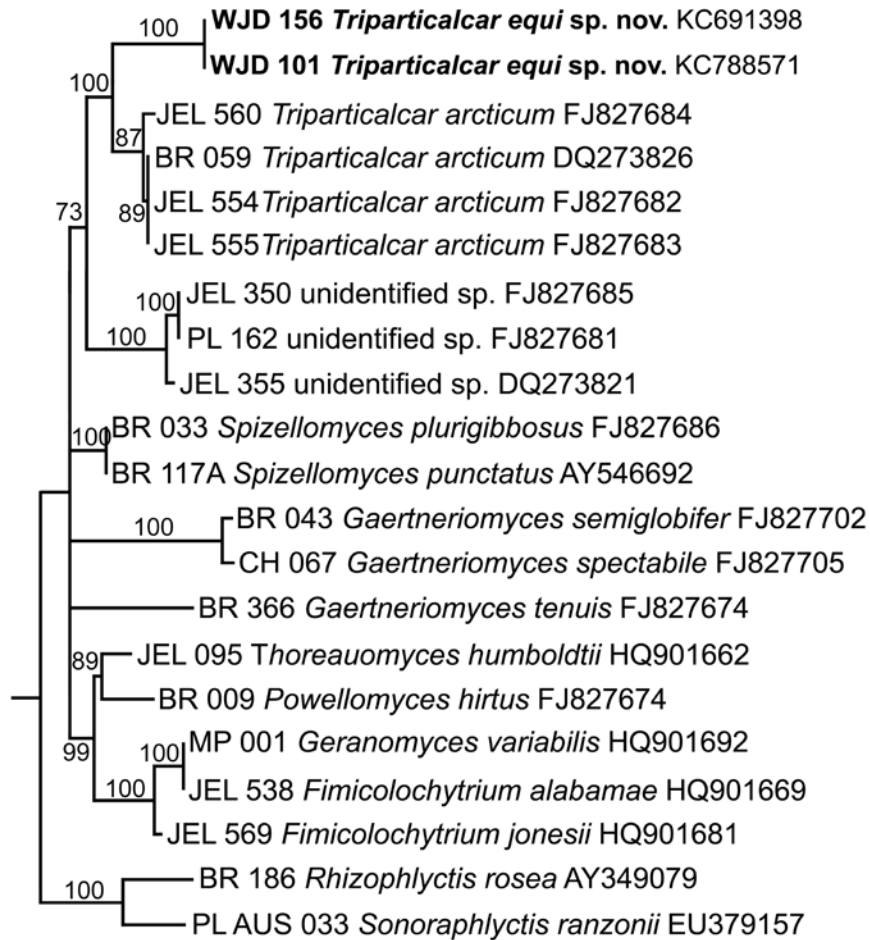 100
WJD 156 Triparticalcar equi sp. nov. KC691398
WJD 101 Triparticalcar equi sp. nov. KC788571
100
JEL 560 Triparticalcar arcticum FJ827684
87
BR 059 Triparticalcar arcticum DQ273826
JEL 554Triparticalcar arcticum FJ827682
89
73
JEL 555Triparticalcar arcticum FJ827683
100 JEL 350 unidentified sp. FJ827685
100
PL 162 unidentified sp. FJ827681
JEL 355 unidentified sp. DQ273821
BR 033 Spizellomyces plurigibbosus FJ827686
100
BR 117A Spizellomyces punctatus AY546692
BR 043 Gaertneriomyces semiglobifer FJ827702
100
CH 067 Gaertneriomyces spectabile FJ827705
BR 366 Gaertneriomyces tenuis FJ827674
JEL 095 Thoreauomyces humboldtii HQ901662
89
BR 009 Powellomyces hirtus FJ827674
99
MP 001 Geranomyces variabilis HQ901692
100
100
JEL 538 Fimicolochytrium alabamae HQ901669
JEL 569 Fimicolochytrium jonesii HQ901681
BR 186 Rhizophlyctis rosea AY349079
100
PL AUS 033 Sonoraphlyctis ranzonii EU379157